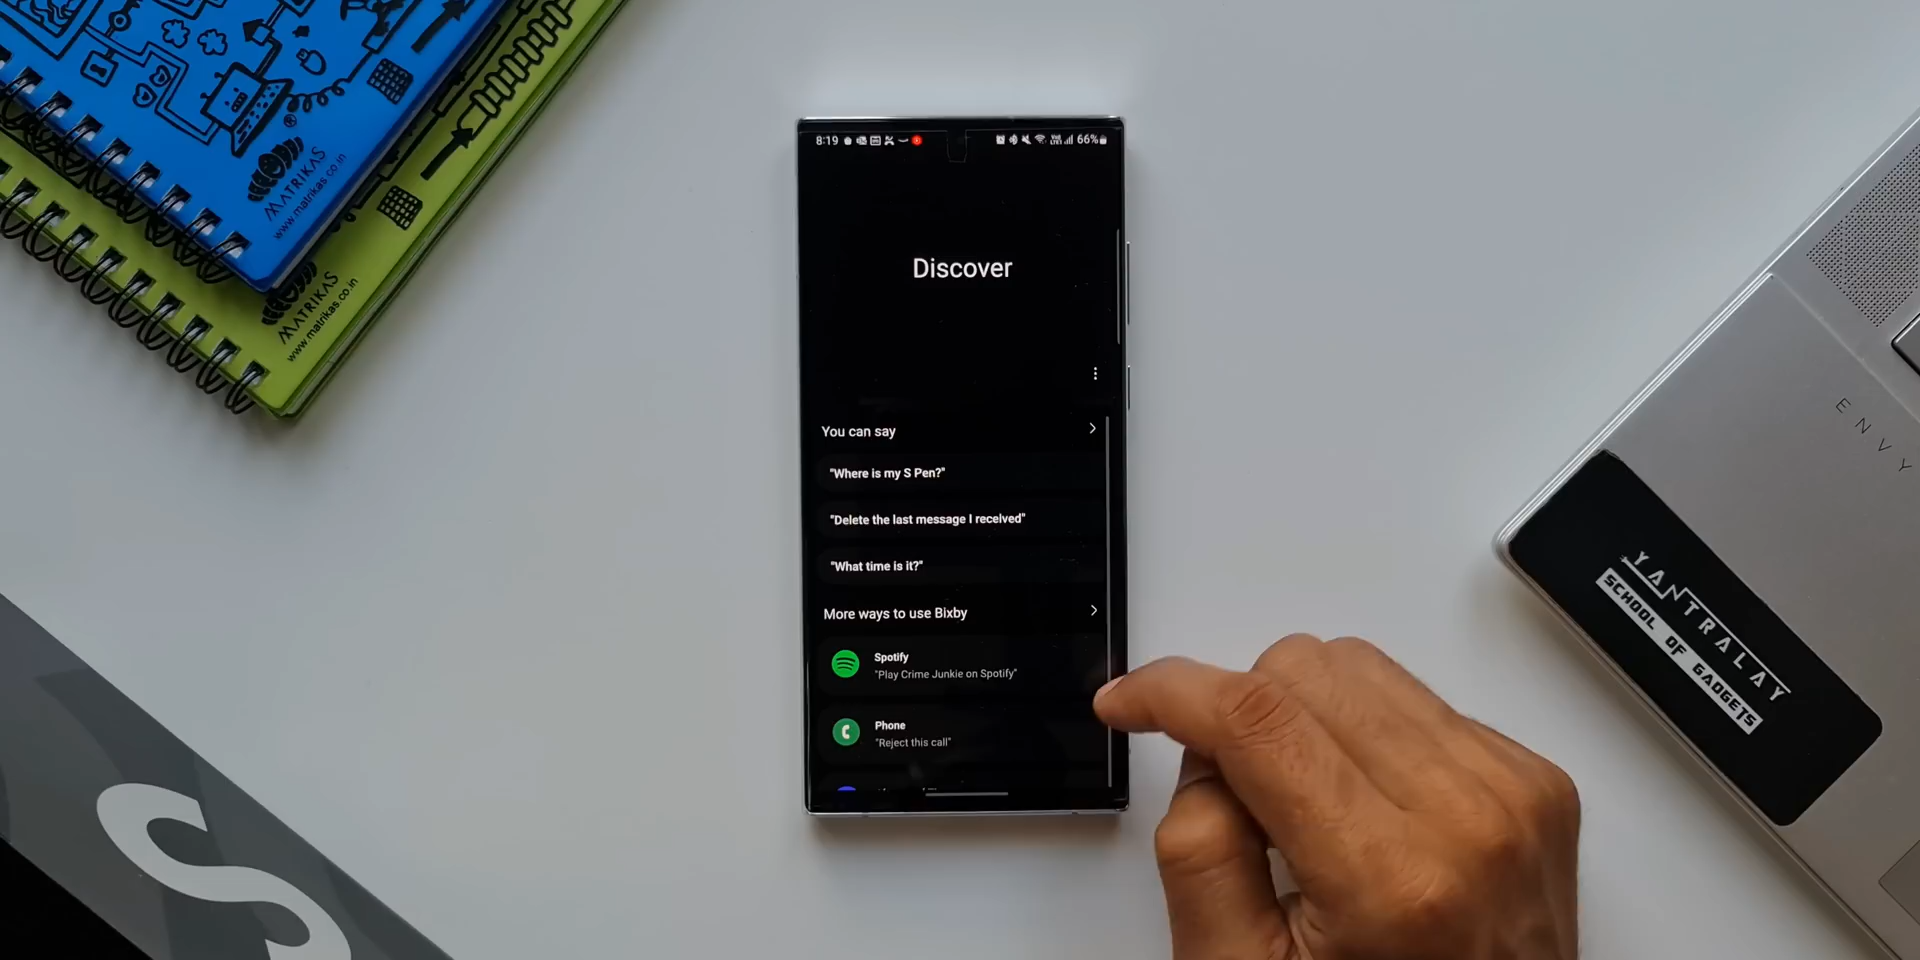 MATRIKAS
www.matrikas.co.in
MATRIKAS
www.matrikas.co.in
8:19
66%
Discover
You can say
"Where is my S Pen?"
"Delete the last message I received"
"What time is it?"
More ways to use Bixby
Spotify
"Play Crime Junkie on Spotify"
Phone
"Reject this call"
ENVY
YANTRALAY
SCHOOL OF GADGETS
S